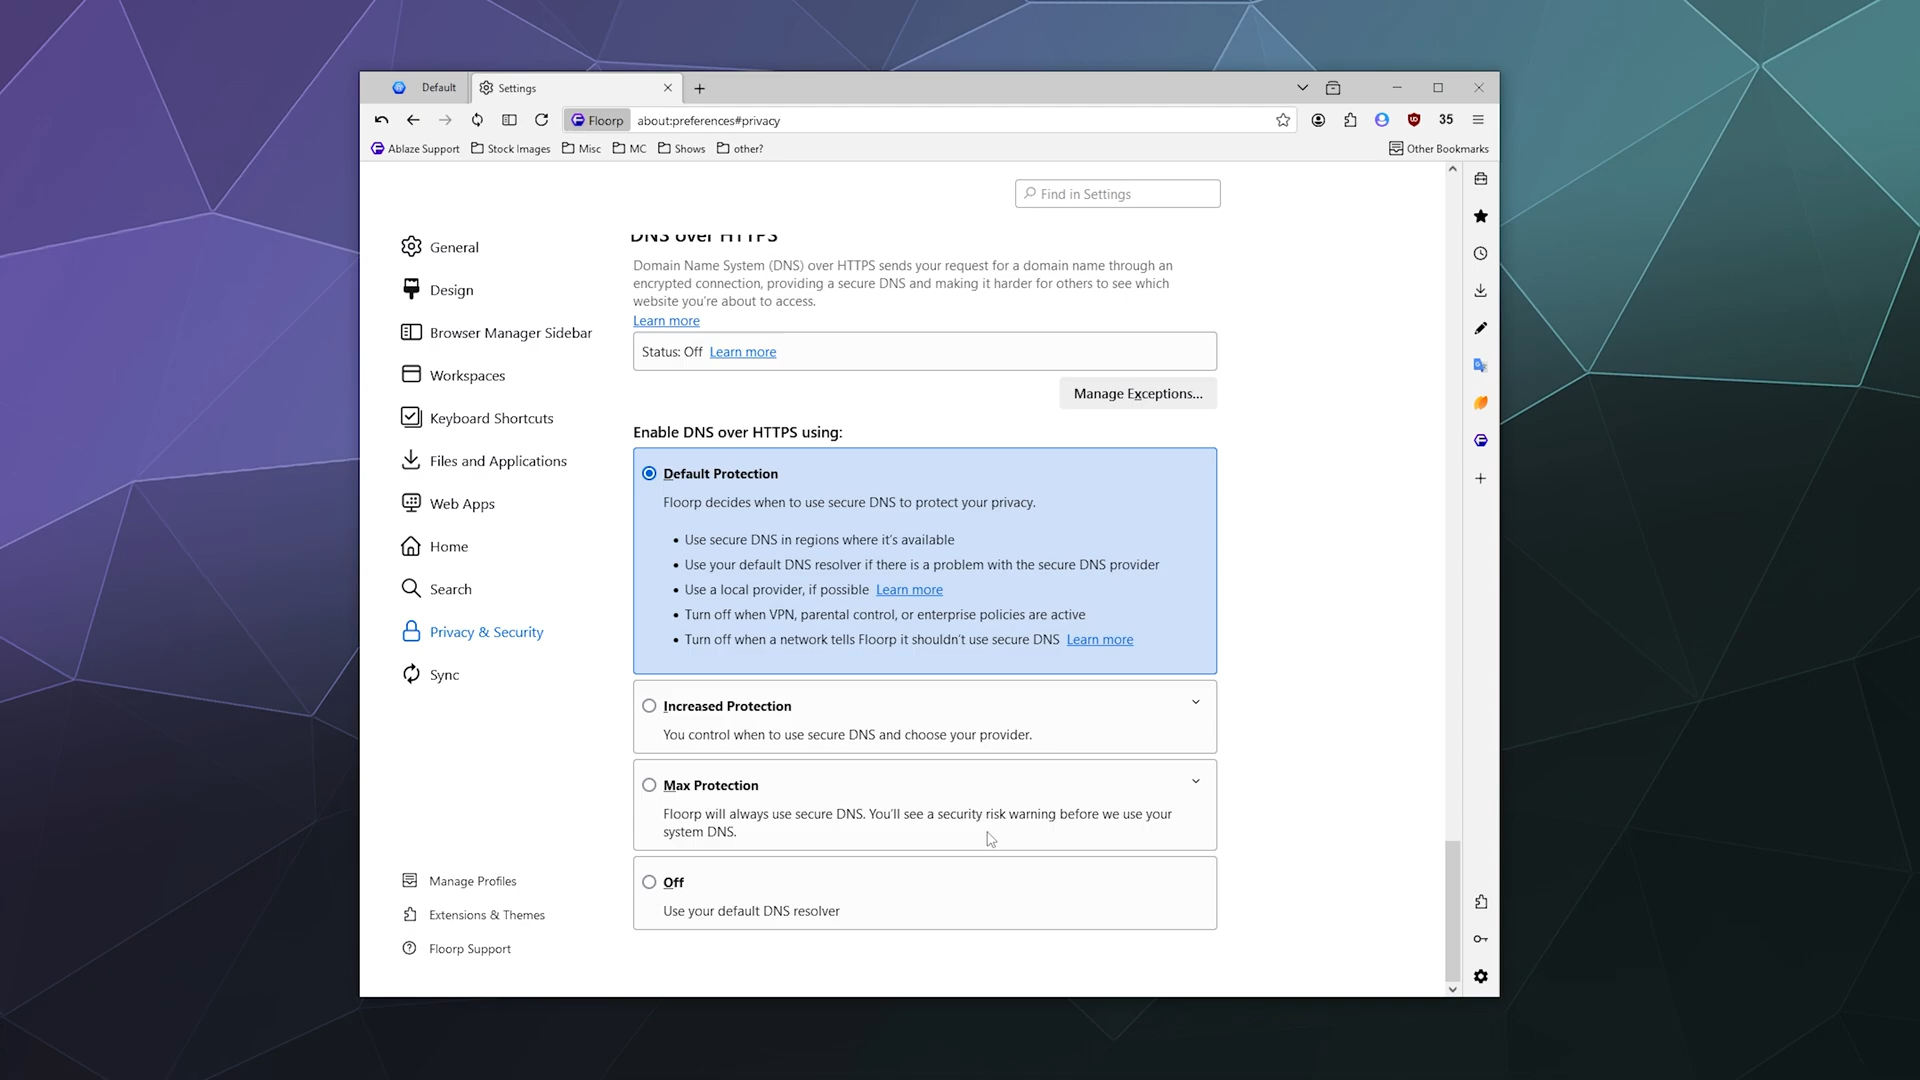 Default
Settings
Floorp
about:preferences#privacy
35
Ablaze Support
Stock Images
Misc
MC
Shows
other?
Other Bookmarks
Find in Settings
General
Design
Browser Manager Sidebar
Workspaces
Keyboard Shortcuts
Files and Applications
Web Apps
Home
Search
Privacy & Security
Sync
Manage Profiles
Extensions & Themes
Floorp Support
DNS over HTTPS
Domain Name System (DNS) over HTTPS sends your request for a domain name through an
encrypted connection, providing a secure DNS and making it harder for others to see which
website you're about to access.
Learn more
Status: Off Learn more
Manage Exceptions...
Enable DNS over HTTPS using:
Default Protection
Floorp decides when to use secure DNS to protect your privacy.
• Use secure DNS in regions where it's available
• Use your default DNS resolver if there is a problem with the secure DNS provider
• Use a local provider, if possible Learn more
• Turn off when VPN, parental control, or enterprise policies are active
• Turn off when a network tells Floorp it shouldn't use secure DNS Learn more
Increased Protection
You control when to use secure DNS and choose your provider.
Max Protection
Floorp will always use secure DNS. You'll see a security risk warning before we use your
system DNS.
Off
Use your default DNS resolver